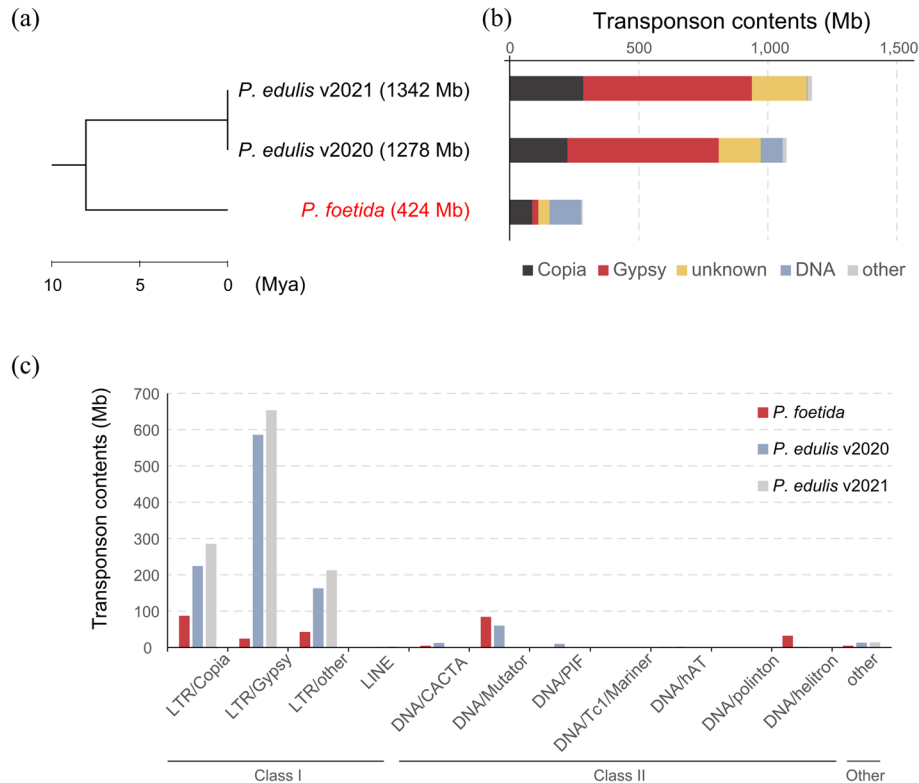 (a)
P. edulis v2021 (1342 Mb)
P. edulis v2020 (1278 Mb)
P. foetida (424 Mb)
10 5 0 (Mya)
(b)
Transponson contents (Mb)
0 500 1,000 1,500
Copia Gypsy unknown DNA other
(c)
Transponson contents (Mb)
700
600
500
400
300
200
100
0
P. foetida
P. edulis v2020
P. edulis v2021
LTR/Copia
LTR/Gypsy
LTR/other
LINE
DNA/CACTA
DNA/Mutator
DNA/PIF
DNA/Tc1/Mariner
DNA/hAT
DNA/polinton
DNA/helitron
other
Class I Class II Other